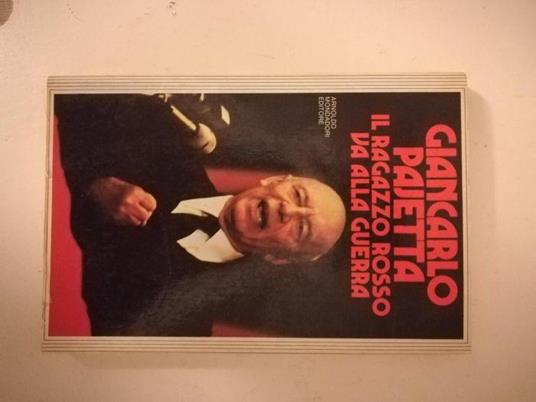 GIANCARLO
PAJETTA
IL RAGAZZO ROSSO
VA ALLA GUERRA
ARNOLDO
MONDADORI
EDITORE